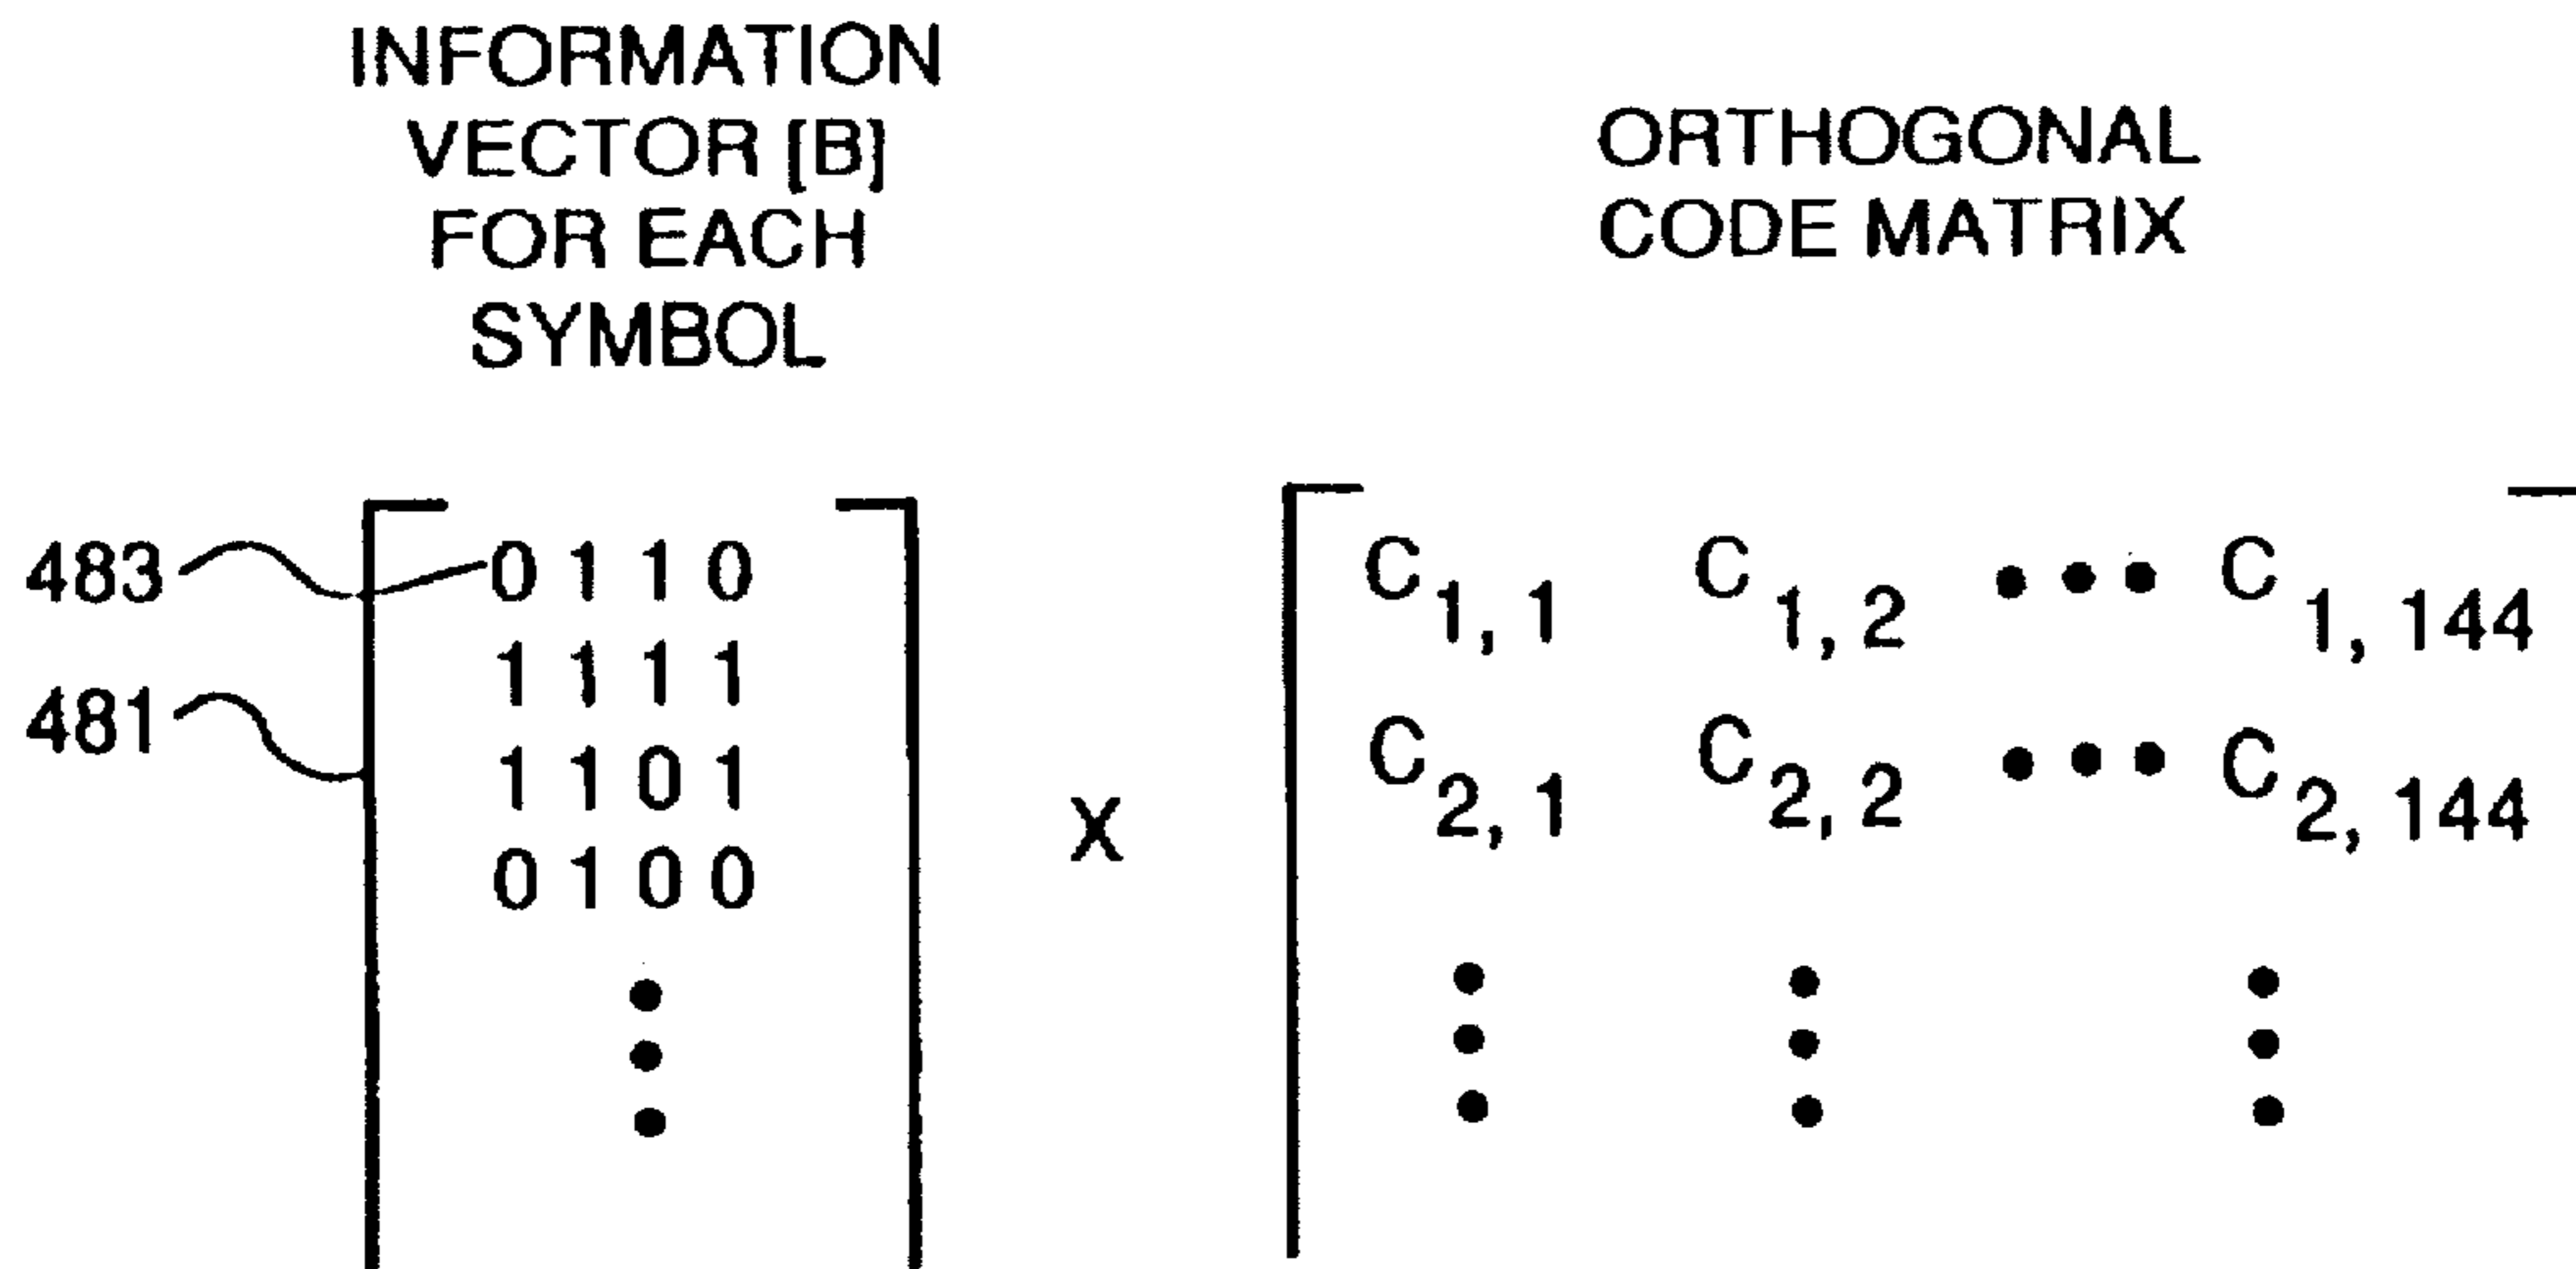 INFORMATION
VECTOR [B]
FOR EACH
SYMBOL
ORTHOGONAL
CODE MATRIX
483
0 1 1 0
1 1 1 1
481
1 1 0 1
0 1 0 0
X
C1, 1 C1, 2 • • • C1, 144
C2, 1 C2, 2 • • • C2, 144